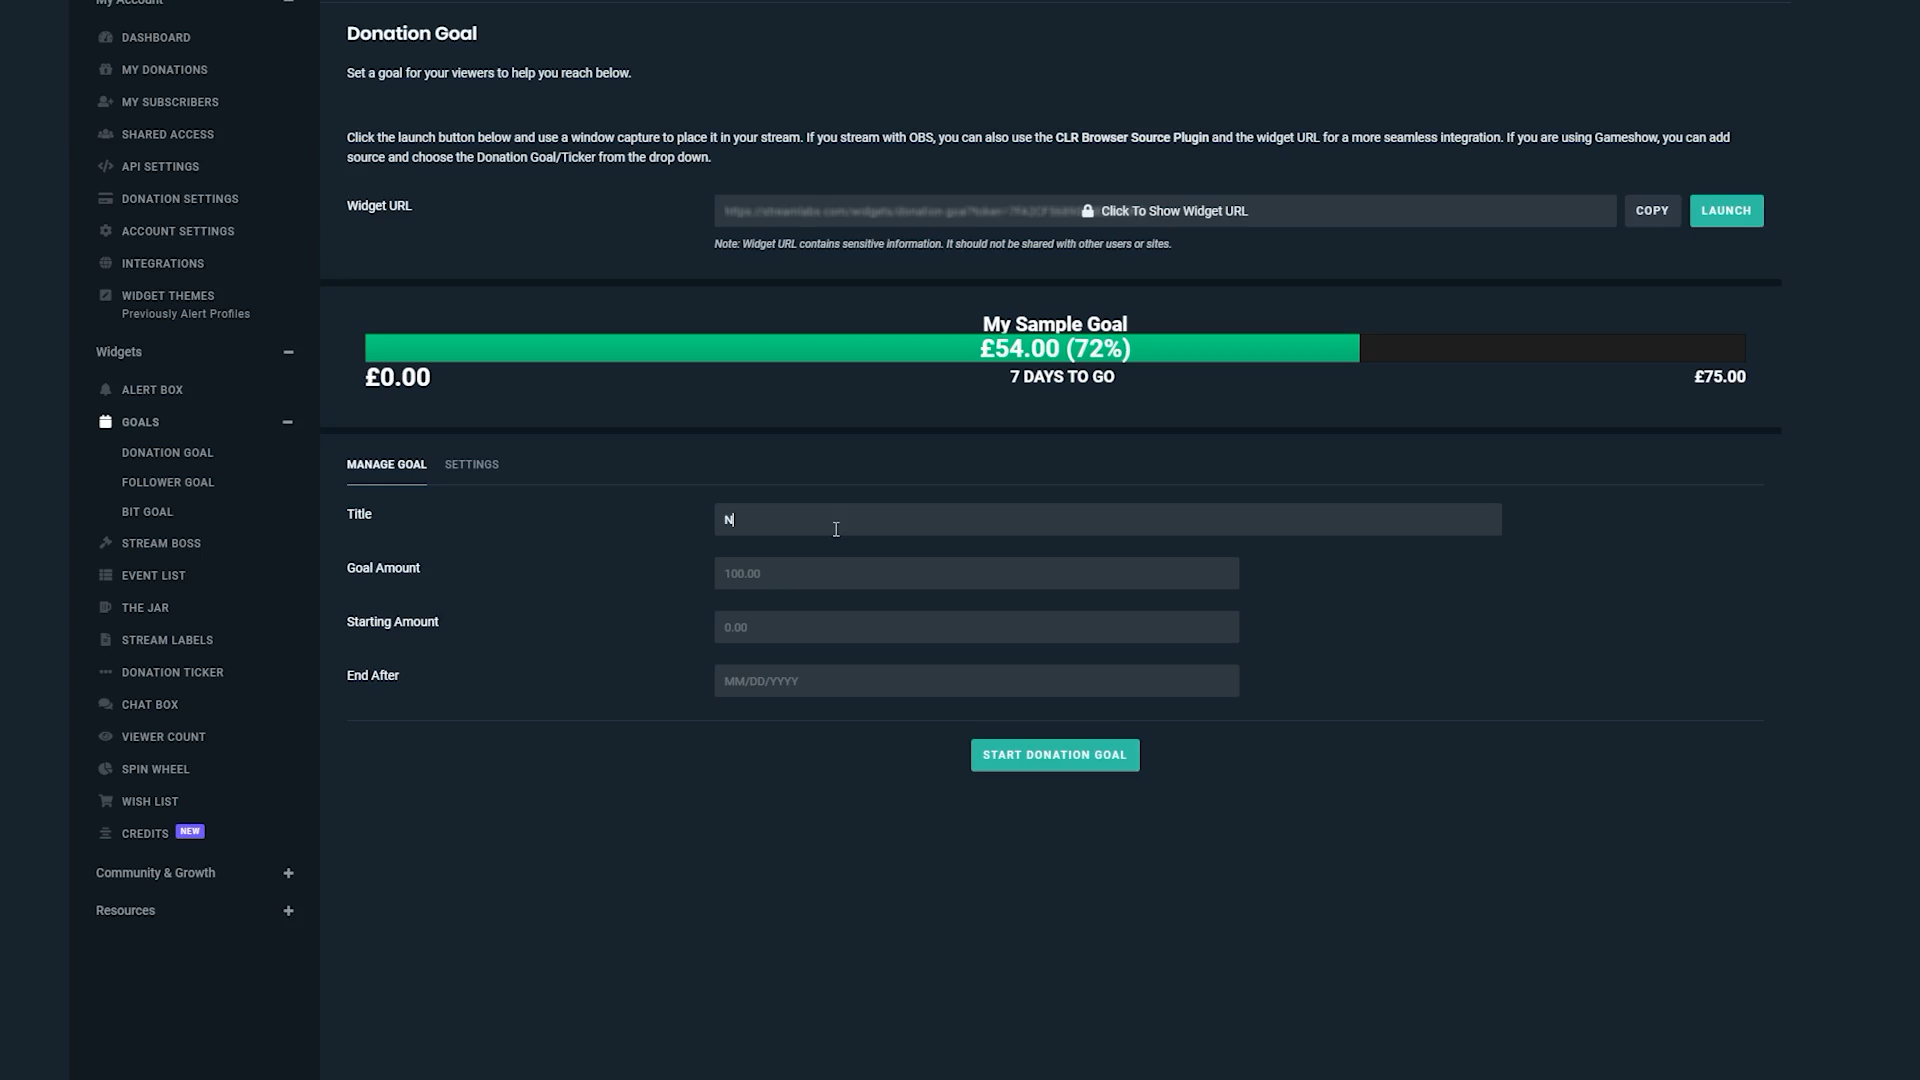 My Account
DASHBOARD
MY DONATIONS
MY SUBSCRIBERS
SHARED ACCESS
API SETTINGS
DONATION SETTINGS
ACCOUNT SETTINGS
INTEGRATIONS
WIDGET THEMES
Previously Alert Profiles
Widgets
ALERT BOX
GOALS
DONATION GOAL
FOLLOWER GOAL
BIT GOAL
STREAM BOSS
EVENT LIST
THE JAR
STREAM LABELS
DONATION TICKER
CHAT BOX
VIEWER COUNT
SPIN WHEEL
WISH LIST
CREDITS NEW
Community & Growth
Resources
Donation Goal
Set a goal for your viewers to help you reach below.
Click the launch button below and use a window capture to place it in your stream. If you stream with OBS, you can also use the CLR Browser Source Plugin and the widget URL for a more seamless integration. If you are using Gameshow, you can add
source and choose the Donation Goal/Ticker from the drop down.
Widget URL
Click To Show Widget URL
COPY
LAUNCH
Note: Widget URL contains sensitive information. It should not be shared with other users or sites.
My Sample Goal
£54.00 (72%)
£0.00
7 DAYS TO GO
£75.00
MANAGE GOAL
SETTINGS
Title
N
Goal Amount
100.00
Starting Amount
0.00
End After
MM/DD/YYYY
START DONATION GOAL